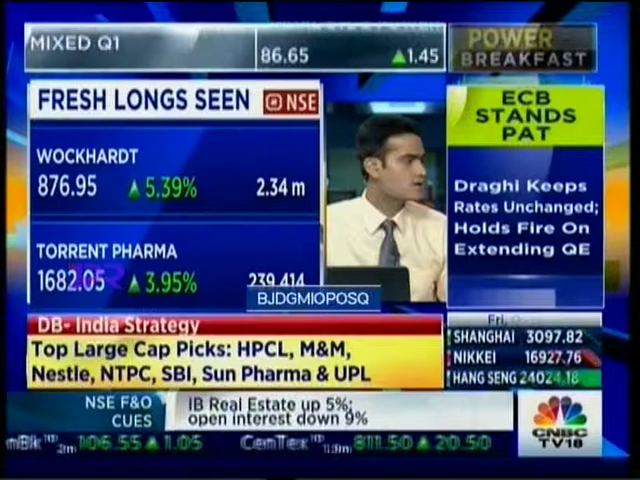 MIXED Q1
86.65 ▲1.45
POWER
BREAKFAST
FRESH LONGS SEEN NSE
WOCKHARDT
876.95 ▲5.39% 2.34 m
TORRENT PHARMA
1682.05 ▲3.95% 239,414
BJDGMIOPOSQ
ECB
STANDS
PAT
Draghi Keeps
Rates Unchanged;
Holds Fire On
Extending QE
DB- India Strategy
Top Large Cap Picks: HPCL, M&M,
Nestle, NTPC, SBI, Sun Pharma & UPL
Fri,
SHANGHAI 3097.82
NIKKEI 16927.76
HANG SENG 24024.18
NSE F&O
CUES
IB Real Estate up 5%;
open interest down 9%
CNBC
TV18
106.55 ▲1.05 CenTex 811.50 ▲20.50